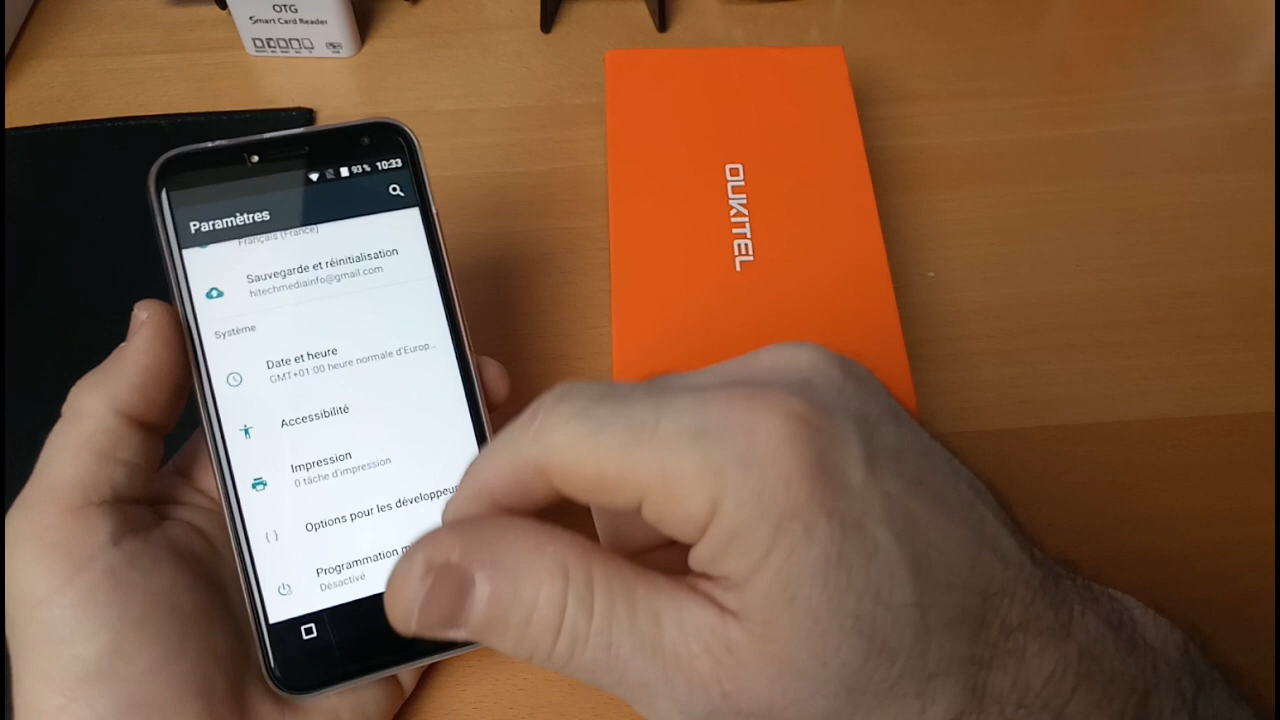 OTG
Smart Card Reader
OUKITEL
93 % 10:33
Paramètres
Français (France)
Sauvegarde et réinitialisation
hitechmediainfo@gmail.com
Système
Date et heure
GMT+01:00 heure normale d'Europ...
Accessibilité
Impression
0 tâche d'impression
Options pour les développeur
Programmation
Désactivé